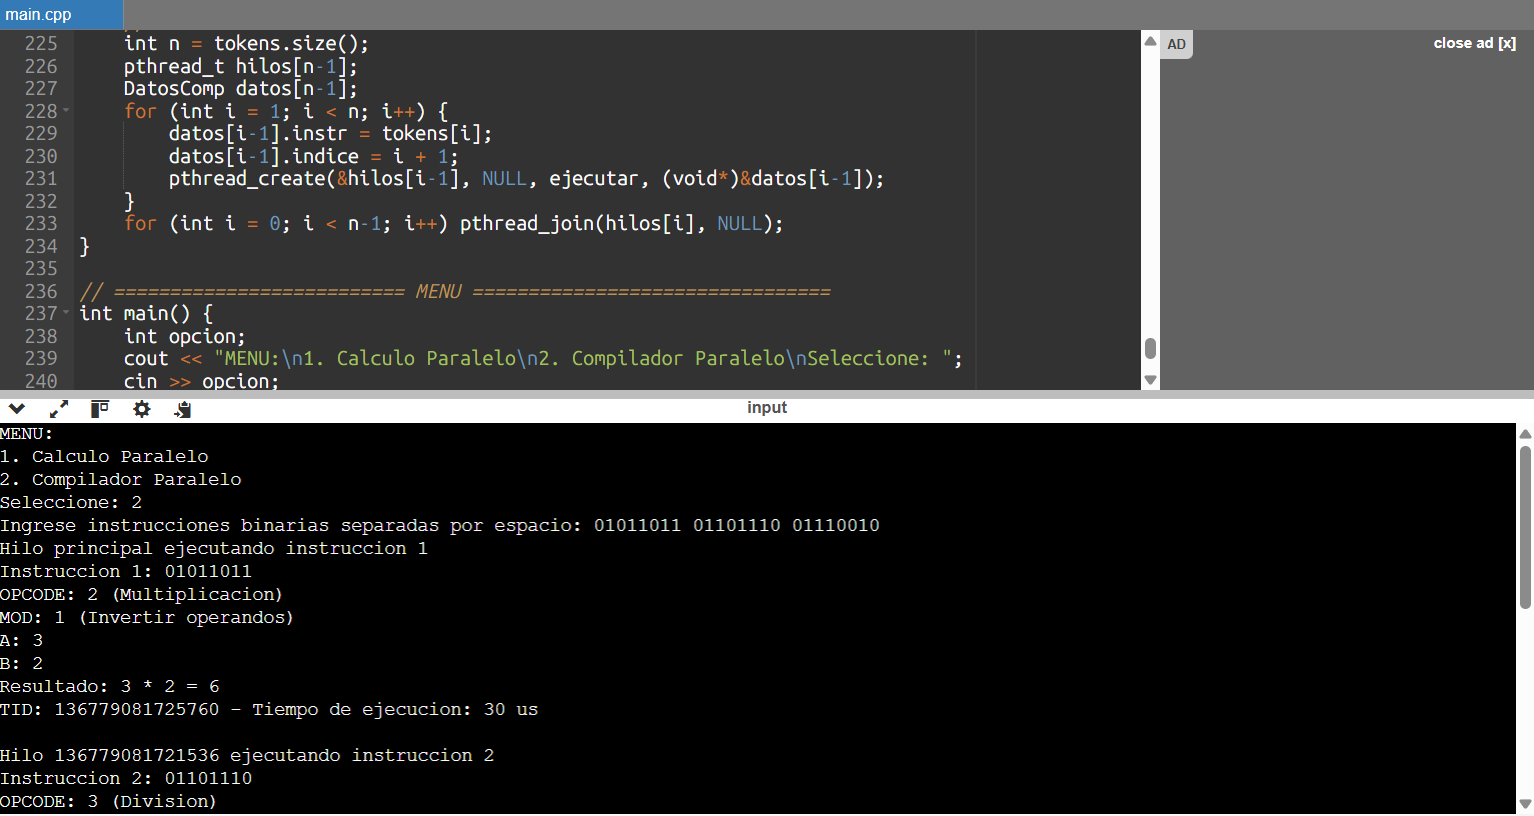 main.cpp
225 int n = tokens.size();
226 pthread_t hilos[n-1];
227 DatosComp datos[n-1];
228 for (int i = 1; i < n; i++) {
229 datos[i-1].instr = tokens[i];
230 datos[i-1].indice = i + 1;
231 pthread_create(&hilos[i-1], NULL, ejecutar, (void*)&datos[i-1]);
232 }
233 for (int i = 0; i < n-1; i++) pthread_join(hilos[i], NULL);
234 }
235
236 // ========================== MENU ================================
237 int main() {
238 int opcion;
239 cout << "MENU:\n1. Calculo Paralelo\n2. Compilador Paralelo\nSeleccione: ";
240 cin >> opcion;
AD
close ad [x]
input
MENU:
1. Calculo Paralelo
2. Compilador Paralelo
Seleccione: 2
Ingrese instrucciones binarias separadas por espacio: 01011011 01101110 01110010
Hilo principal ejecutando instruccion 1
Instruccion 1: 01011011
OPCODE: 2 (Multiplicacion)
MOD: 1 (Invertir operandos)
A: 3
B: 2
Resultado: 3 * 2 = 6
TID: 136779081725760 - Tiempo de ejecucion: 30 us
Hilo 136779081721536 ejecutando instruccion 2
Instruccion 2: 01101110
OPCODE: 3 (Division)